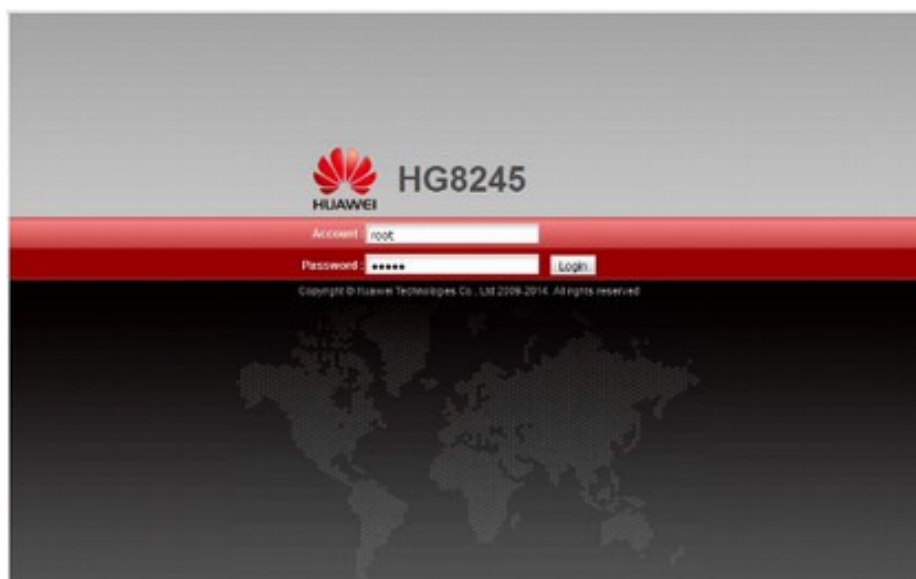 HUAWEI
HG8245
Account : root
Password : •••••
Login
Copyright © Huawei Technologies Co., Ltd 2009-2014. All rights reserved